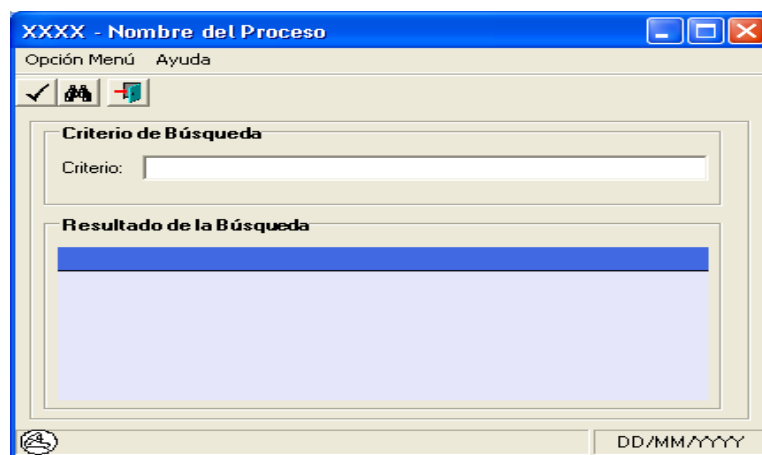 XXXX - Nombre del Proceso
Opción Menú Ayuda
Criterio de Búsqueda
Criterio:
Resultado de la Búsqueda
DD/MM/YYYY